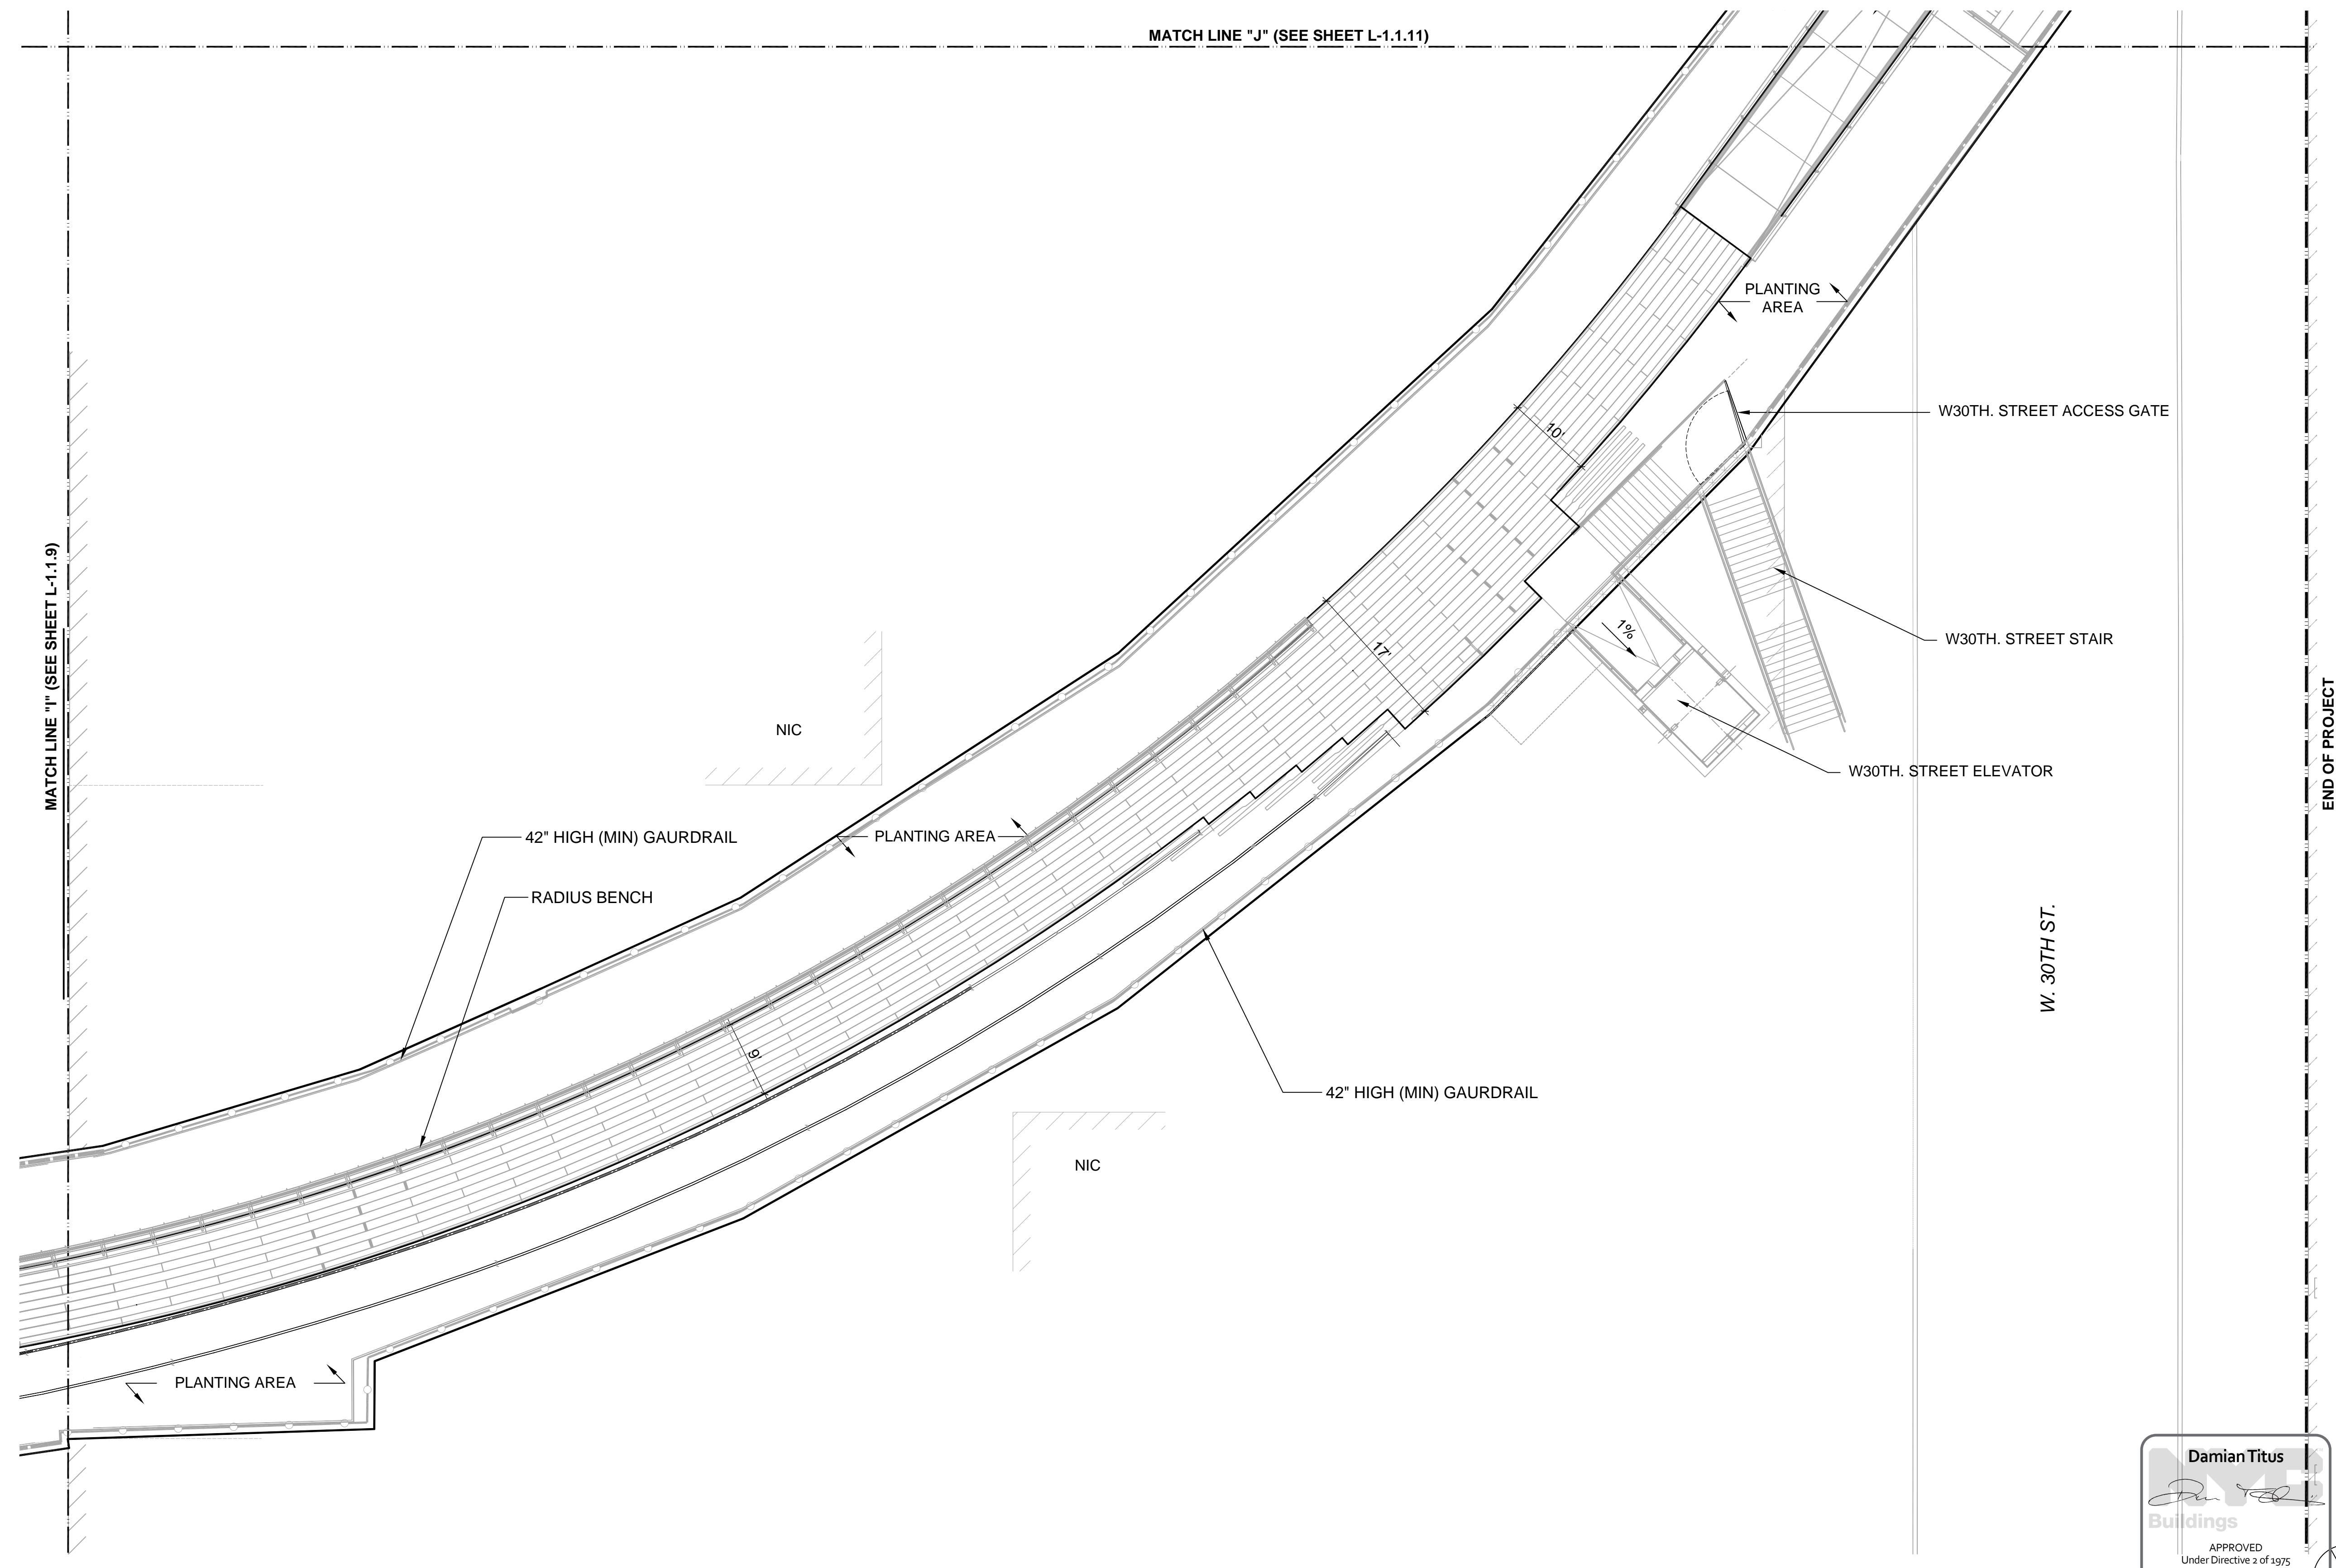 MATCH LINE "J" (SEE SHEET L-1.1.11)
PLANTING
AREA
W30TH. STREET ACCESS GATE
10'
MATCH LINE "I" (SEE SHEET L-1.1.9)
1%
W30TH. STREET STAIR
17'
END OF PROJECT
NIC
W30TH. STREET ELEVATOR
42" HIGH (MIN) GAURDRAIL
PLANTING AREA
RADIUS BENCH
W. 30TH ST.
9'
42" HIGH (MIN) GAURDRAIL
NIC
PLANTING AREA
Damian Titus
NYC
Buildings
APPROVED
Under Directive 2 of 1975